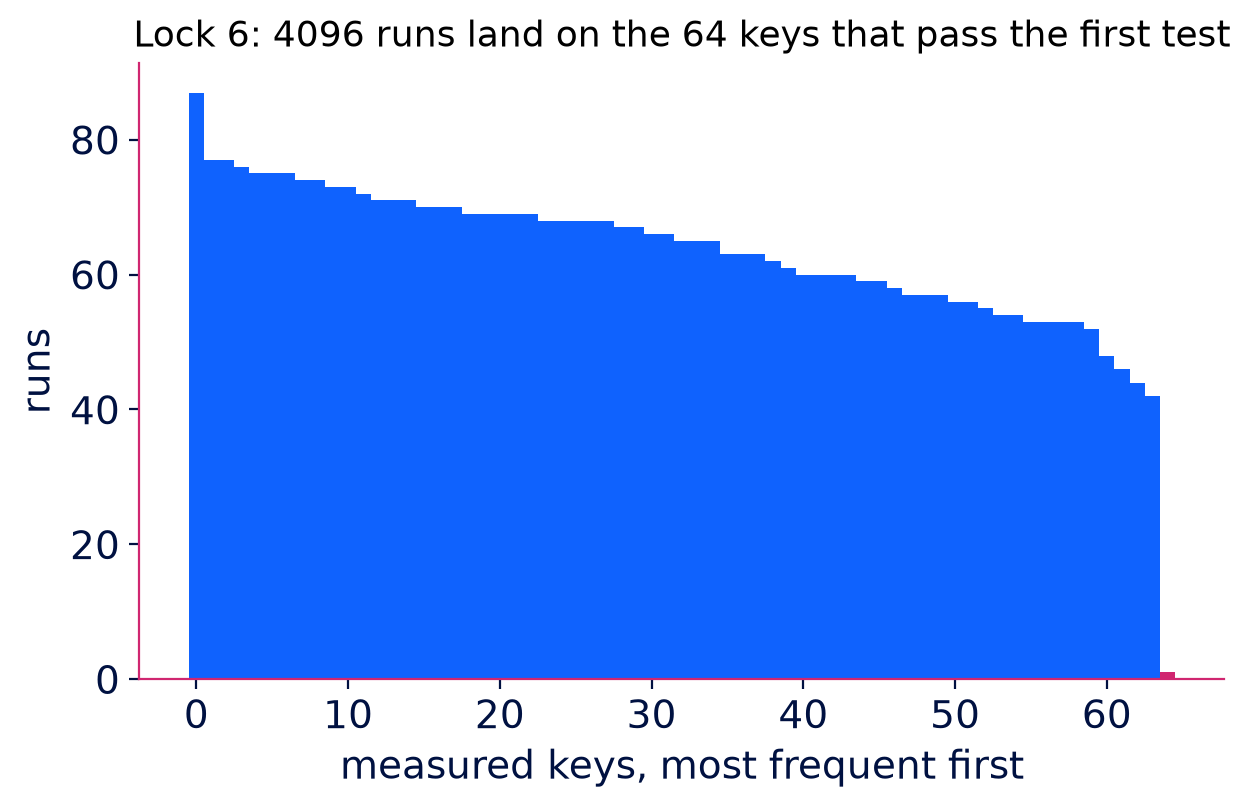 Lock 6: 4096 runs land on the 64 keys that pass the first test
80
60
40
20
0
runs
0 10 20 30 40 50 60
measured keys, most frequent first